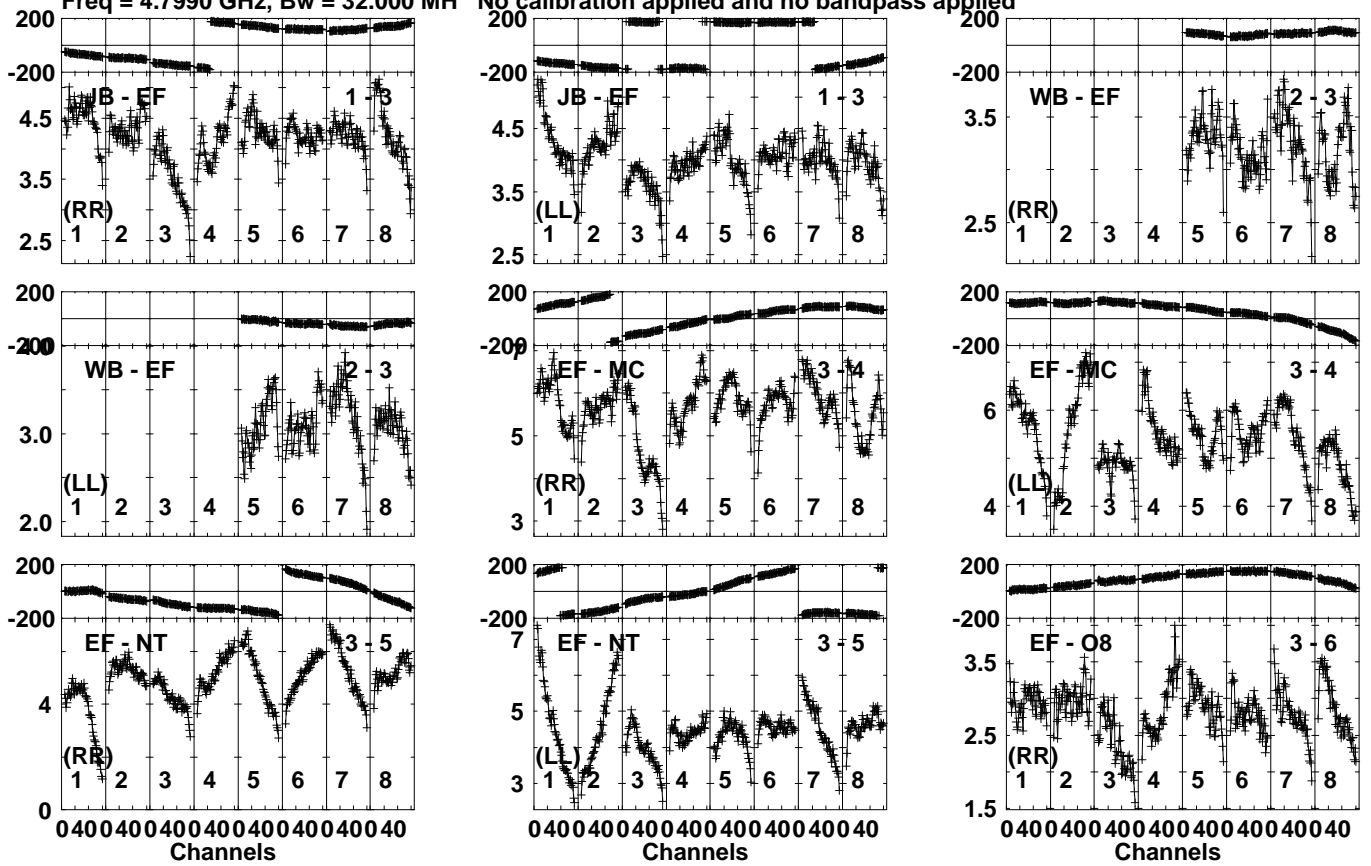 Freq = 4.7990 GHz, Bw = 32.000 MH No calibration applied and no bandpass applied
200
-200
JB - EF 1 - 3
4.5
3.5
2.5
(RR)
1 2 3 4 5 6 7 8
200
-200
JB - EF 1 - 3
4.5
3.5
2.5
(LL)
1 2 3 4 5 6 7 8
200
-200
WB - EF 2 - 3
3.5
2.5
(RR)
1 2 3 4 5 6 7 8
200
-200
4.0
WB - EF 2 - 3
3.0
2.0
(LL)
1 2 3 4 5 6 7 8
200
-200
7
EF - MC 3 - 4
5
3
(RR)
1 2 3 4 5 6 7 8
200
-200
EF - MC 3 - 4
6
4
(LL)
1 2 3 4 5 6 7 8
200
-200
EF - NT 3 - 5
4
0
(RR)
1 2 3 4 5 6 7 8
200
-200
7
EF - NT 3 - 5
5
3
(LL)
1 2 3 4 5 6 7 8
200
-200
EF - O8 3 - 6
3.5
2.5
1.5
(RR)
1 2 3 4 5 6 7 8
0 40 0 40 0 40 0 40 0 40 0 40 0 40 0 40
Channels
0 40 0 40 0 40 0 40 0 40 0 40 0 40 0 40
Channels
0 40 0 40 0 40 0 40 0 40 0 40 0 40 0 40
Channels